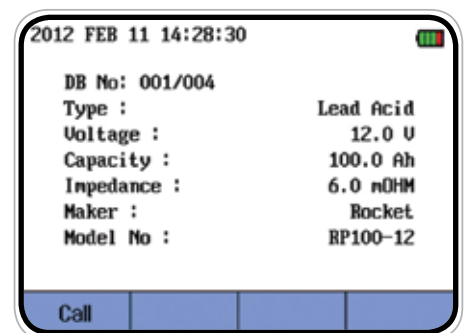 2012 FEB 11 14:28:30
DB No: 001/004
Type : Lead Acid
Voltage : 12.0 V
Capacity : 100.0 Ah
Impedance : 6.0 mOHM
Maker : Rocket
Model No : RP100-12
Call